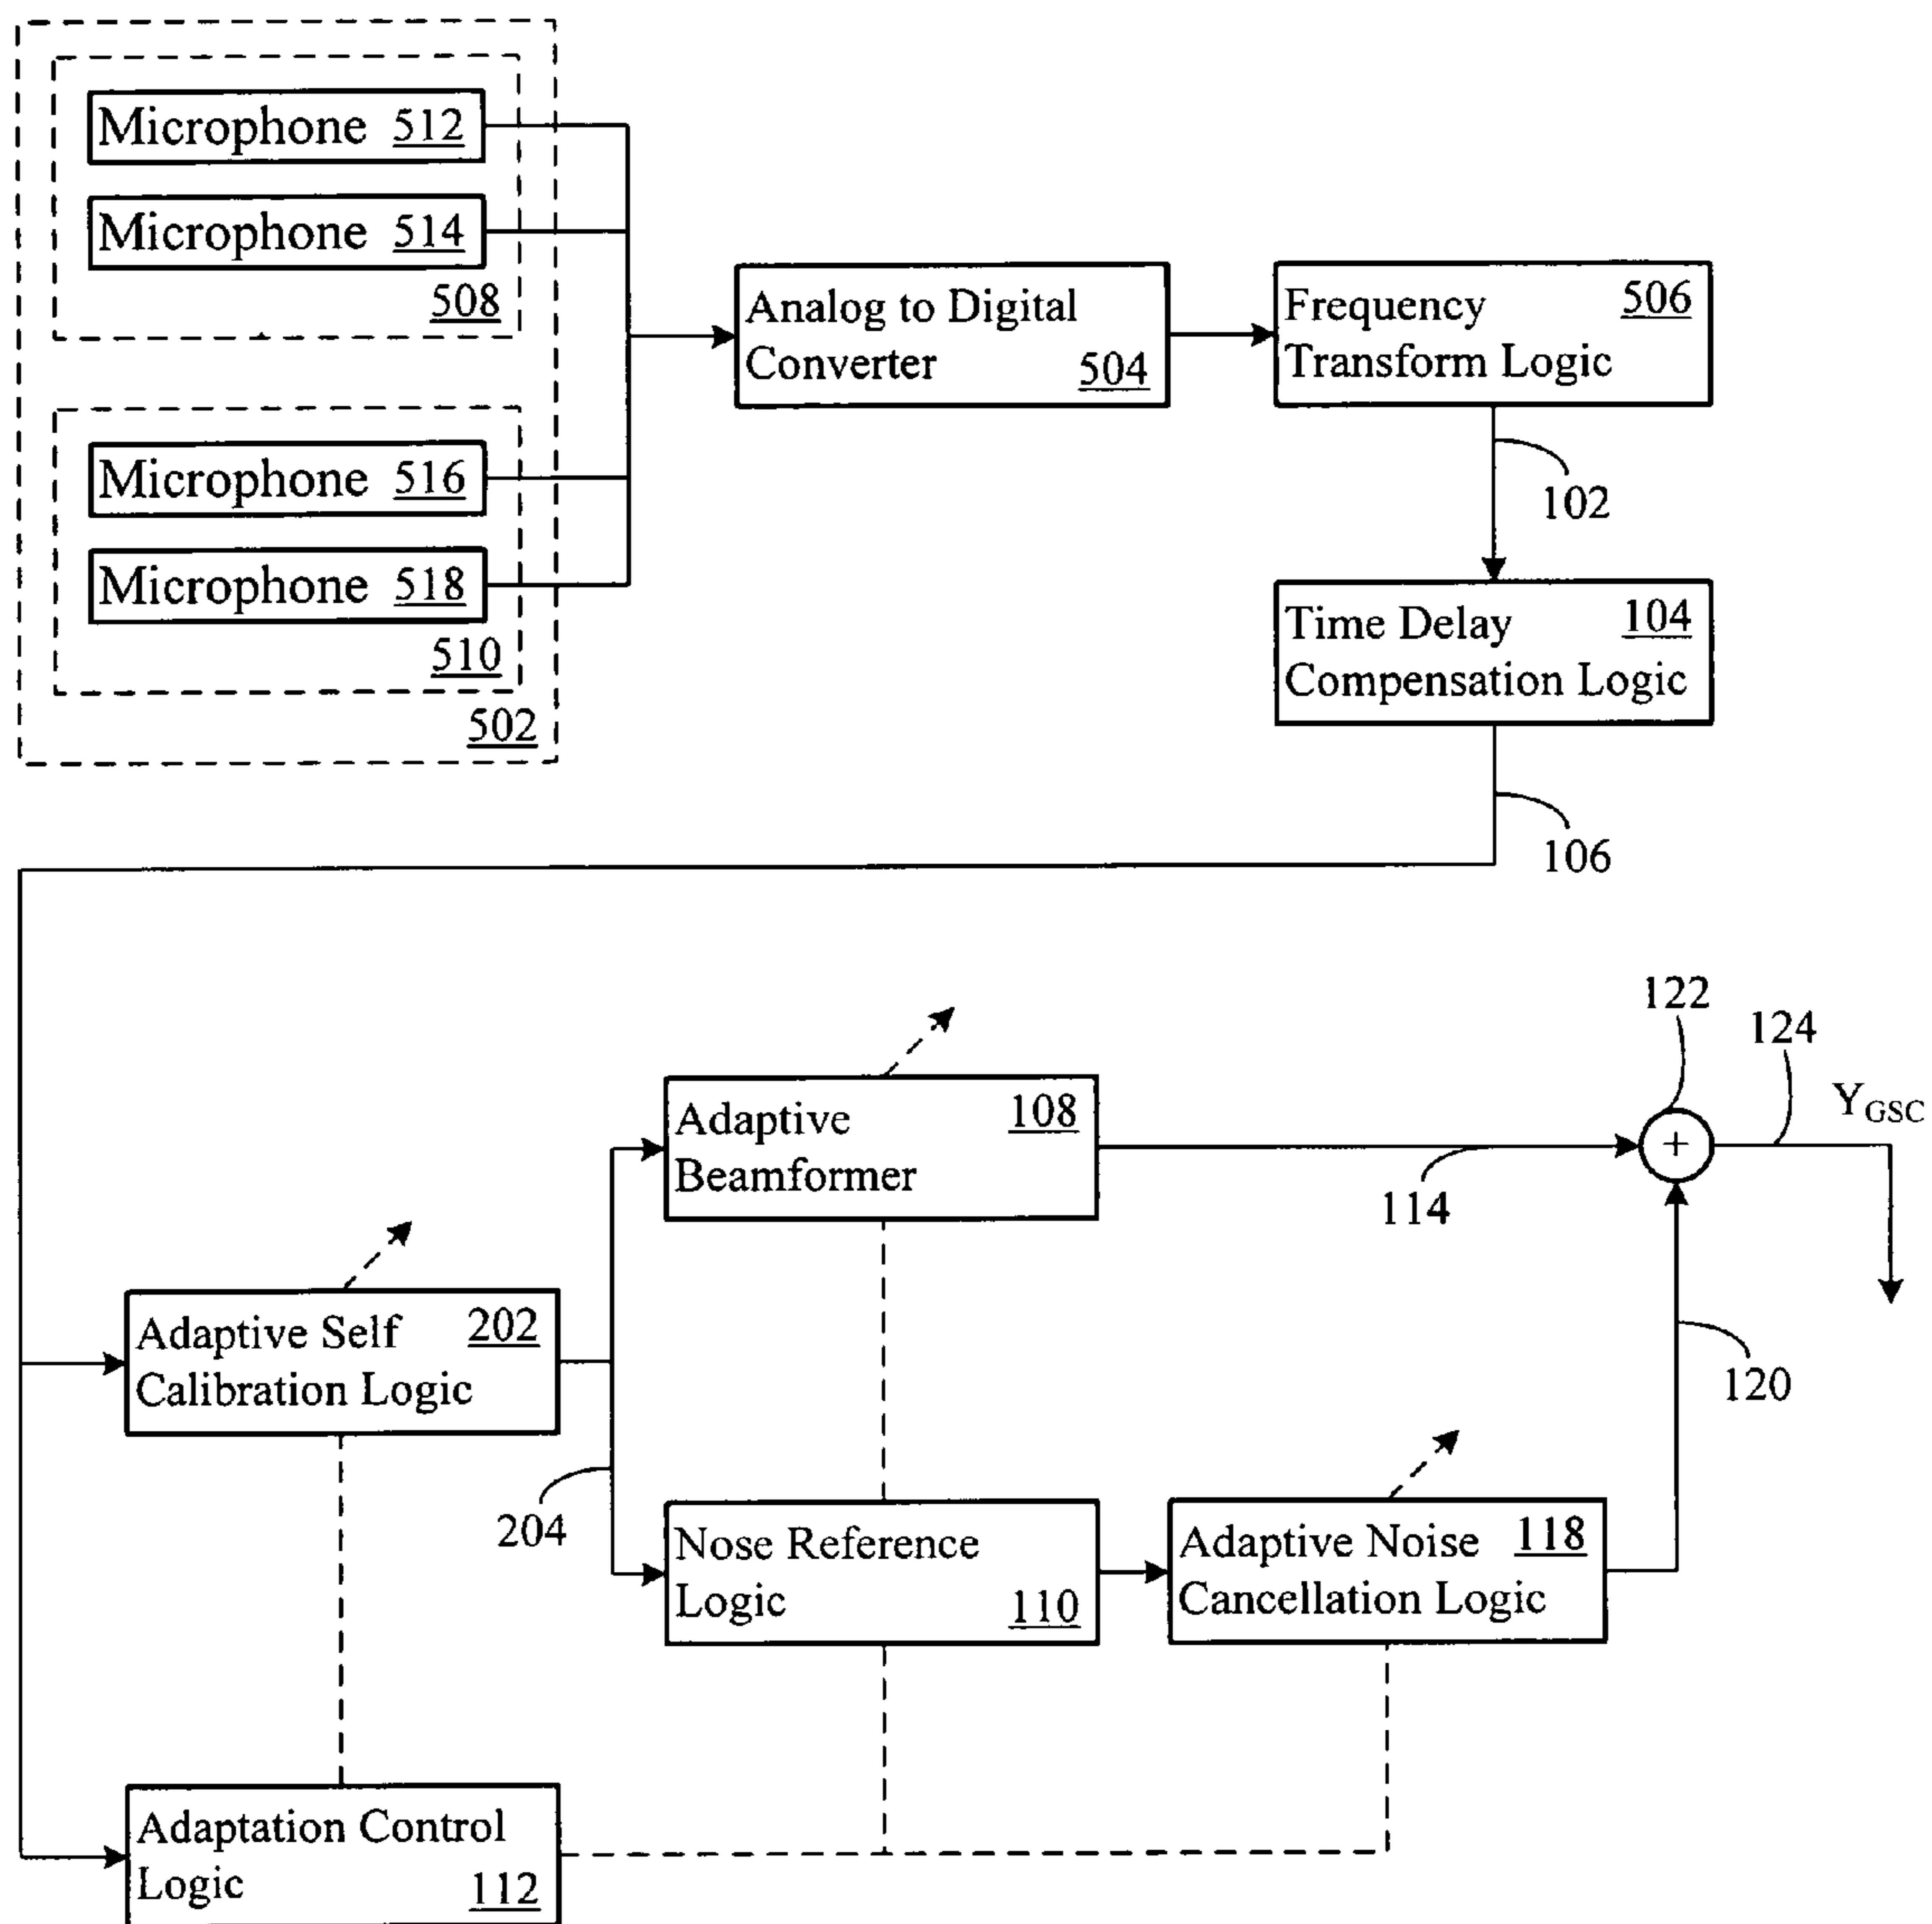 Microphone 512
Microphone 514
508
Microphone 516
Microphone 518
510
502
Analog to Digital
Converter 504
Frequency 506
Transform Logic
102
Time Delay 104
Compensation Logic
106
122
124
Y_GSC
Adaptive 108
Beamformer
114
Adaptive Self 202
Calibration Logic
120
204
Nose Reference
Logic 110
Adaptive Noise 118
Cancellation Logic
Adaptation Control
Logic 112